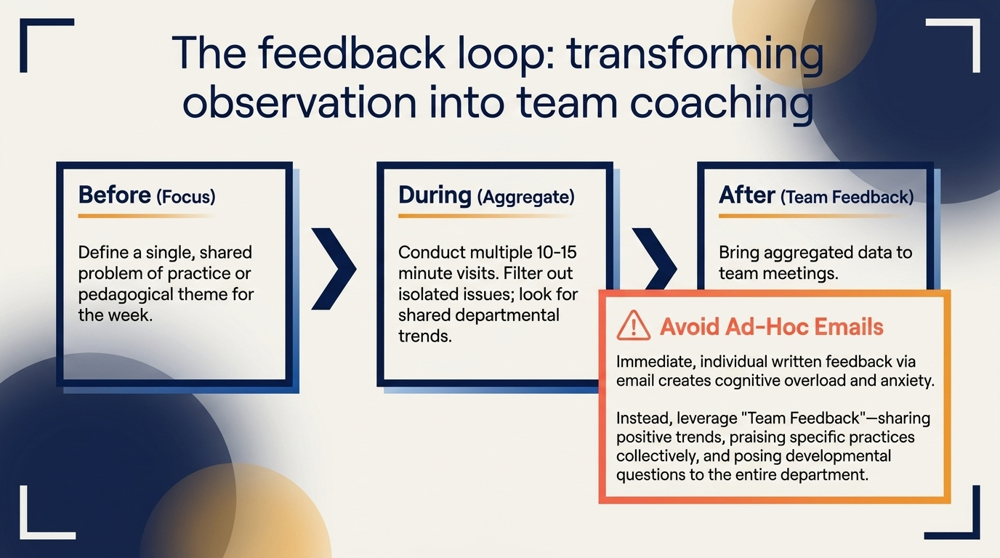 The feedback loop: transforming
observation into team coaching
Before (Focus)
Define a single, shared
problem of practice or
pedagogical theme for
the week.
During (Aggregate)
Conduct multiple 10-15
minute visits. Filter out
isolated issues; look for
shared departmental
trends.
After (Team Feedback)
Bring aggregated data to
team meetings.
Avoid Ad-Hoc Emails
Immediate, individual written feedback via
email creates cognitive overload and anxiety.
Instead, leverage "Team Feedback"—sharing
positive trends, praising specific practices
collectively, and posing developmental
questions to the entire department.